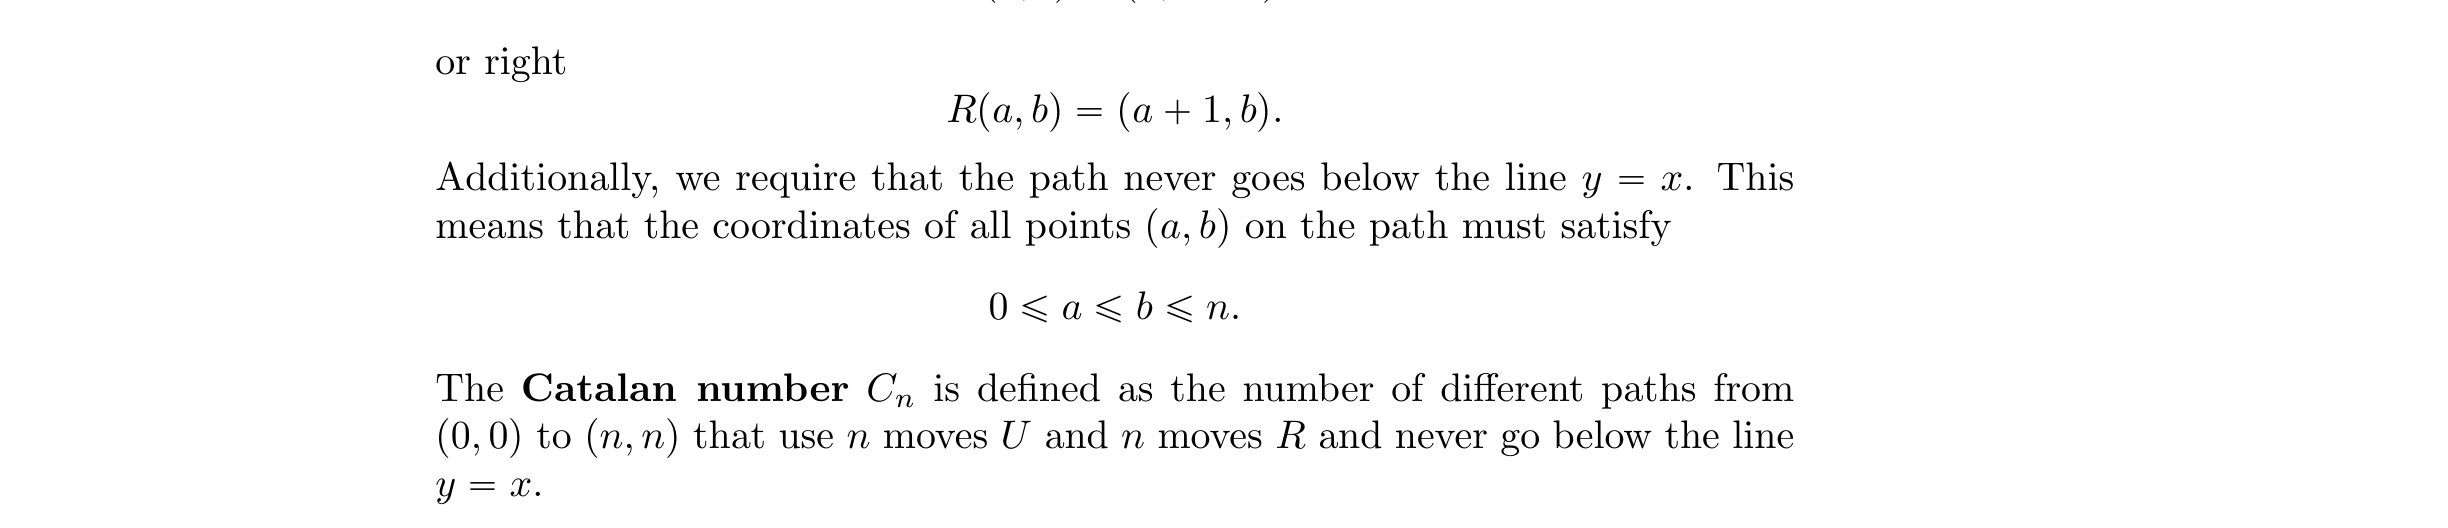 or right
R(a, b) = (a + 1, b).
Additionally, we require that the path never goes below the line y = x. This
means that the coordinates of all points (a, b) on the path must satisfy
0 ⩽ a ⩽ b ⩽ n.
The Catalan number Cₙ is defined as the number of different paths from
(0, 0) to (n, n) that use n moves U and n moves R and never go below the line
y = x.